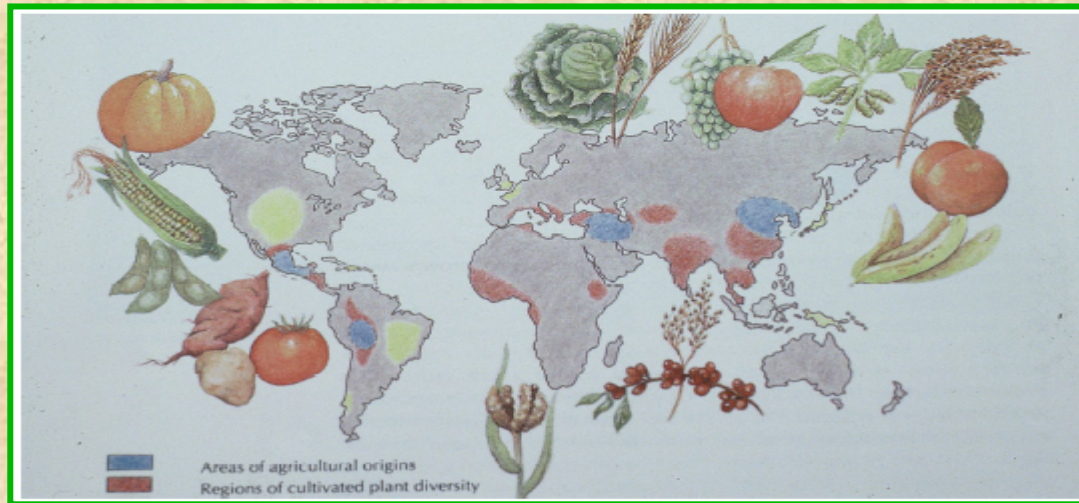 Areas of agricultural origins
Regions of cultivated plant diversity